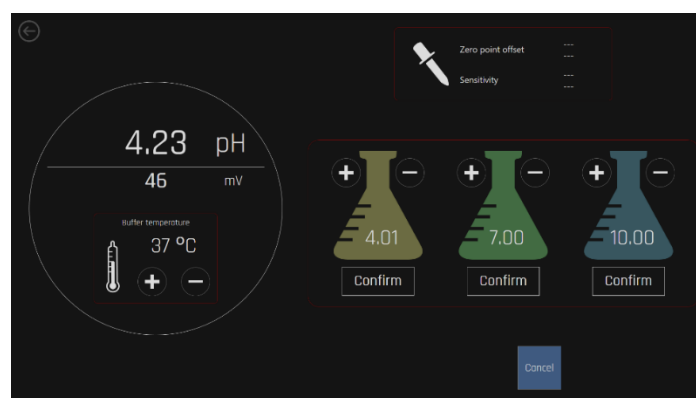 Zero point offset ---
---
Sensitivity ---
---
4.23 pH
46 mV
Buffer temperature
37 °C
+ −
+ − + − + −
4.01 7.00 10.00
Confirm Confirm Confirm
Cancel